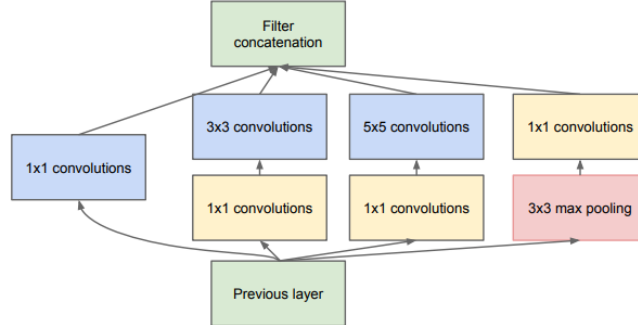 Filter
concatenation
3x3 convolutions
5x5 convolutions
1x1 convolutions
1x1 convolutions
1x1 convolutions
1x1 convolutions
3x3 max pooling
Previous layer